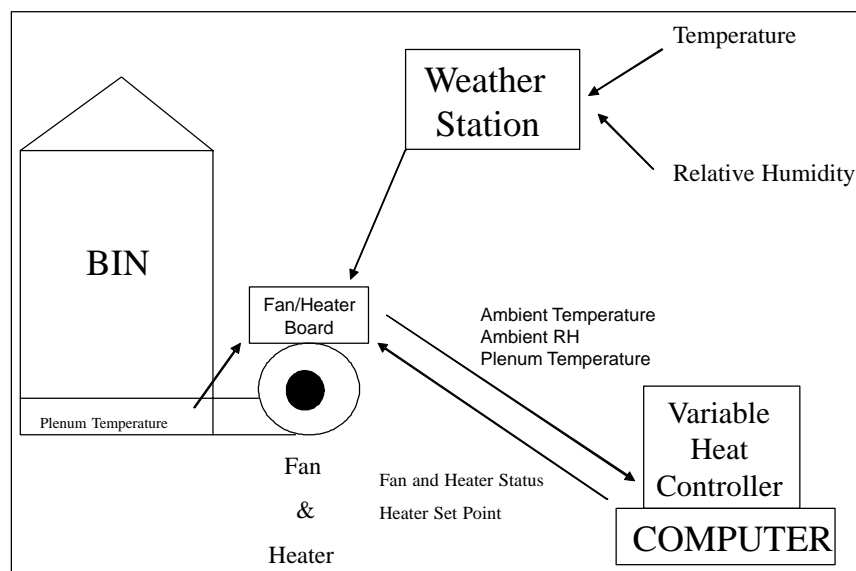 Temperature
Weather
Station
Relative Humidity
BIN
Fan/Heater
Board
Ambient Temperature
Ambient RH
Plenum Temperature
Plenum Temperature
Variable
Heat
Controller
COMPUTER
Fan
&
Heater
Fan and Heater Status
Heater Set Point